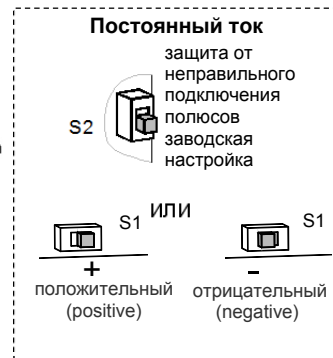 Постоянный ток
защита от
неправильного
подключения
полюсов
заводская
настройка
S2
S1 или S1
+ –
положительный отрицательный
(positive) (negative)